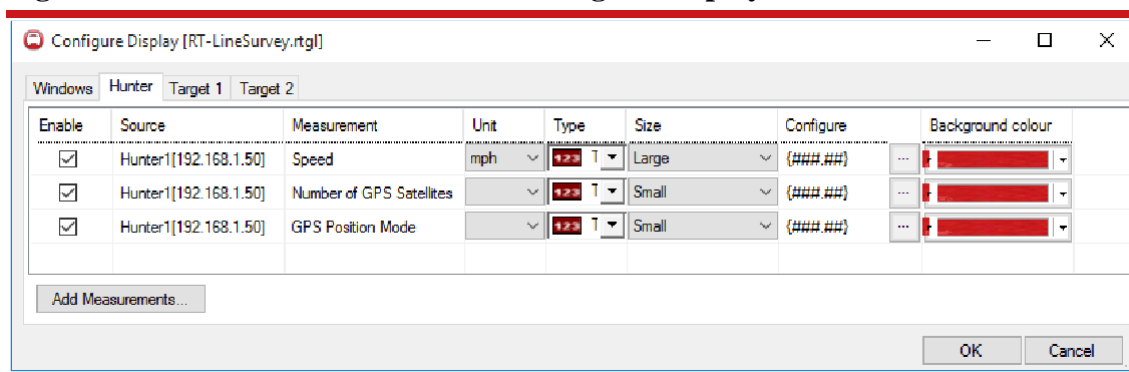 Configure Display [RT-LineSurvey.rtgl]
Windows Hunter Target 1 Target 2
Enable Source Measurement Unit Type Size Configure Background colour
Hunter1[192.168.1.50] Speed mph 123 T Large {###.##} ...
Hunter1[192.168.1.50] Number of GPS Satellites 123 T Small {###.##} ...
Hunter1[192.168.1.50] GPS Position Mode 123 T Small {###.##} ...
Add Measurements...
OK Cancel